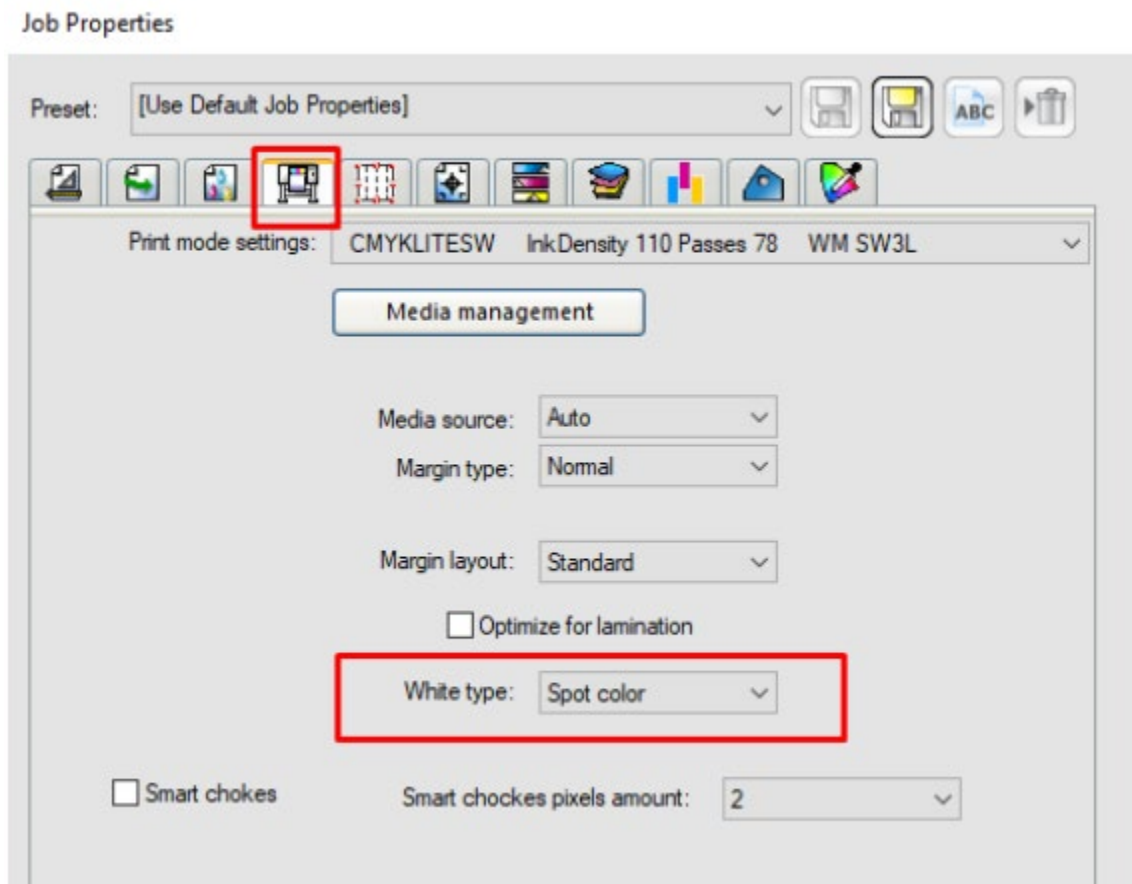 Job Properties
Preset: [Use Default Job Properties]
ABC
Print mode settings: CMYKLITESW InkDensity 110 Passes 78 WM SW3L
Media management
Media source: Auto
Margin type: Normal
Margin layout: Standard
Optimize for lamination
White type: Spot color
Smart chokes Smart chockes pixels amount: 2